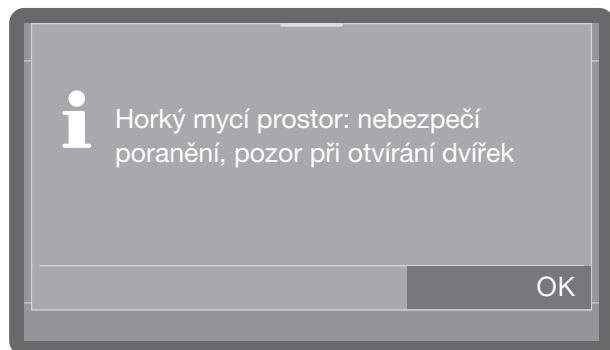 Horký mycí prostor: nebezpečí
poranění, pozor při otvírání dvířek
OK